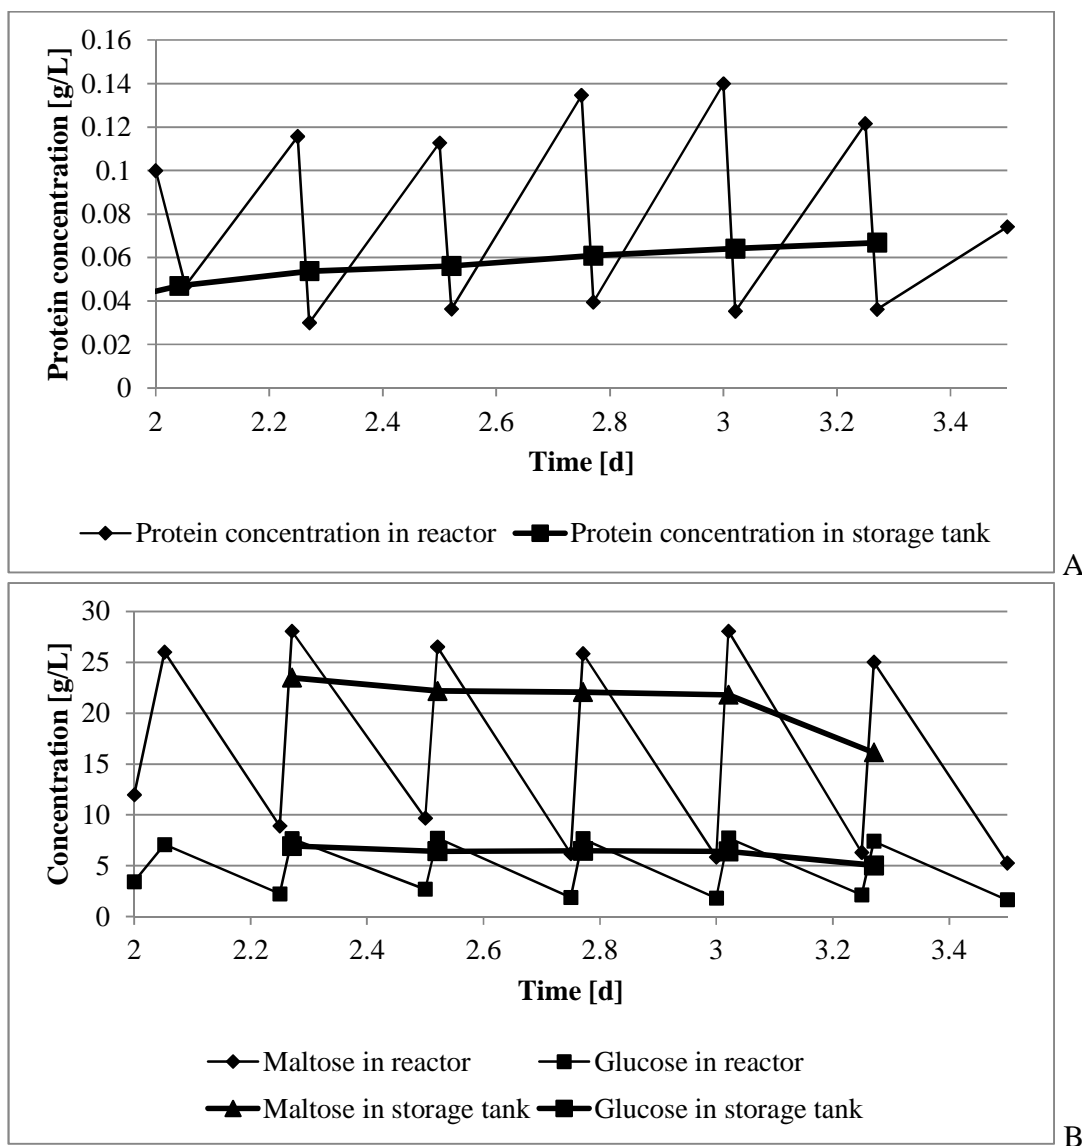 Protein concentration [g/L]
0.16
0.14
0.12
0.1
0.08
0.06
0.04
0.02
0
2 2.2 2.4 2.6 2.8 3 3.2 3.4
Time [d]
Protein concentration in reactor Protein concentration in storage tank
A
Concentration [g/L]
30
25
20
15
10
5
0
2 2.2 2.4 2.6 2.8 3 3.2 3.4
Time [d]
Maltose in reactor Glucose in reactor
Maltose in storage tank Glucose in storage tank
B